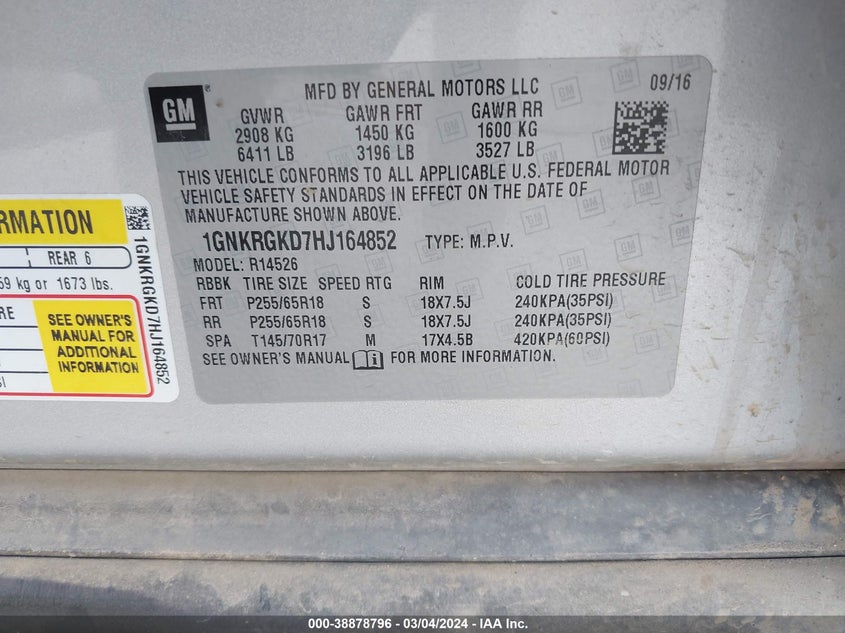 MFD BY GENERAL MOTORS LLC 09/16
GM ®
GVWR GAWR FRT GAWR RR
2908 KG 1450 KG 1600 KG
6411 LB 3196 LB 3527 LB
THIS VEHICLE CONFORMS TO ALL APPLICABLE U.S. FEDERAL MOTOR
VEHICLE SAFETY STANDARDS IN EFFECT ON THE DATE OF
MANUFACTURE SHOWN ABOVE.
1GNKRGKD7HJ164852 TYPE: M.P.V.
MODEL: R14526
RBBK TIRE SIZE SPEED RTG RIM COLD TIRE PRESSURE
FRT P255/65R18 S 18X7.5J 240KPA(35PSI)
RR P255/65R18 S 18X7.5J 240KPA(35PSI)
SPA T145/70R17 M 17X4.5B 420KPA(60PSI)
SEE OWNER'S MANUAL i FOR MORE INFORMATION.
RMATION
REAR 6
59 kg or 1673 lbs.
RE
SEE OWNER'S
MANUAL FOR
ADDITIONAL
INFORMATION
SI
1GNKRGKD7HJ164852
000-38878796 - 03/04/2024 - IAA Inc.